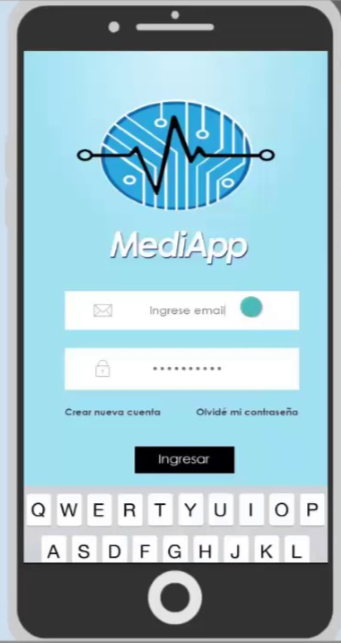 MediApp
Ingrese email
••••••••••
Crear nueva cuenta Olvidé mi contraseña
Ingresar
Q W E R T Y U I O P
A S D F G H J K L